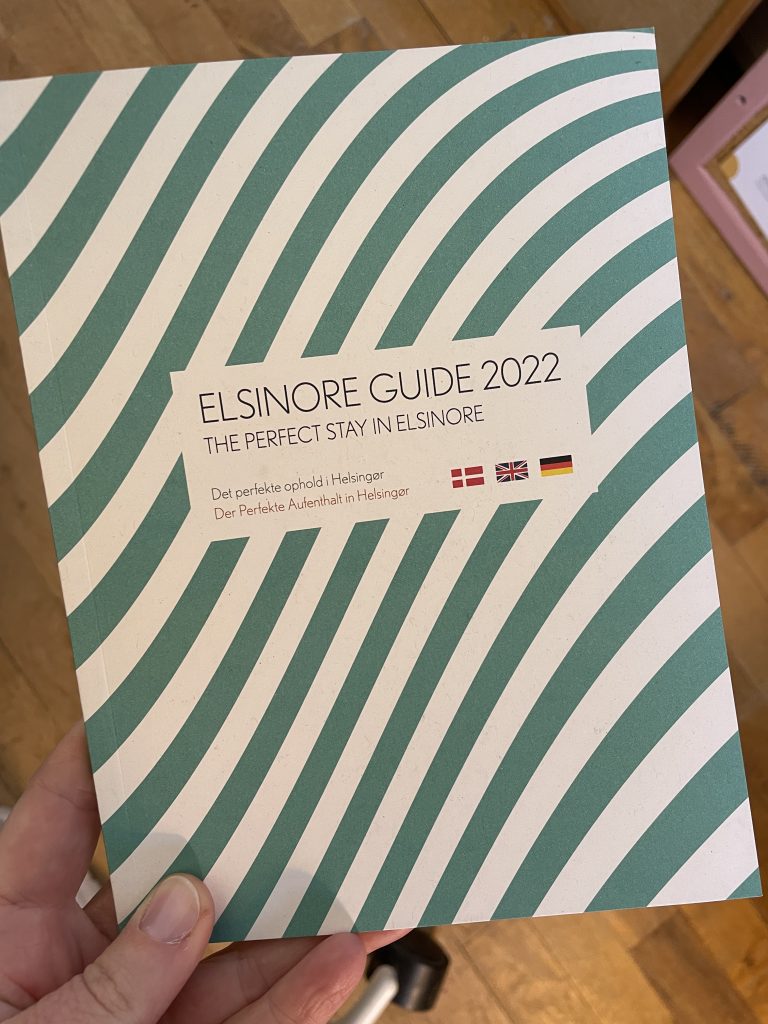 ELSINORE GUIDE 2022
THE PERFECT STAY IN ELSINORE
Det perfekte ophold i Helsingør
Der Perfekte Aufenthalt in Helsingør